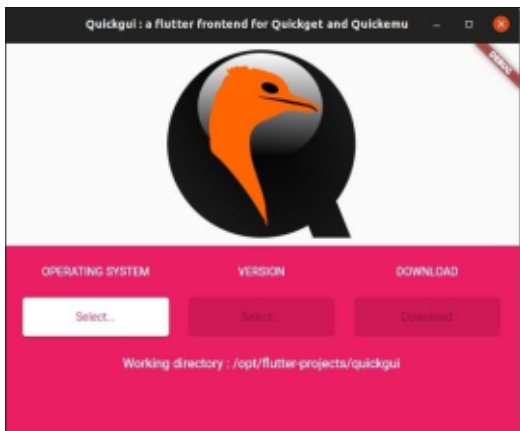 Quickgui : a flutter frontend for Quickget and Quickemu
DEBUG
OPERATING SYSTEM VERSION DOWNLOAD
Select... Select... Download
Working directory : /opt/flutter-projects/quickgui